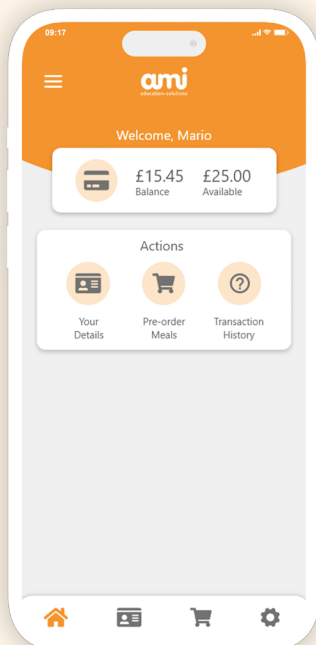 09:17
ami
education-solutions
Welcome, Mario
£15.45 £25.00
Balance Available
Actions
Your Pre-order Transaction
Details Meals History